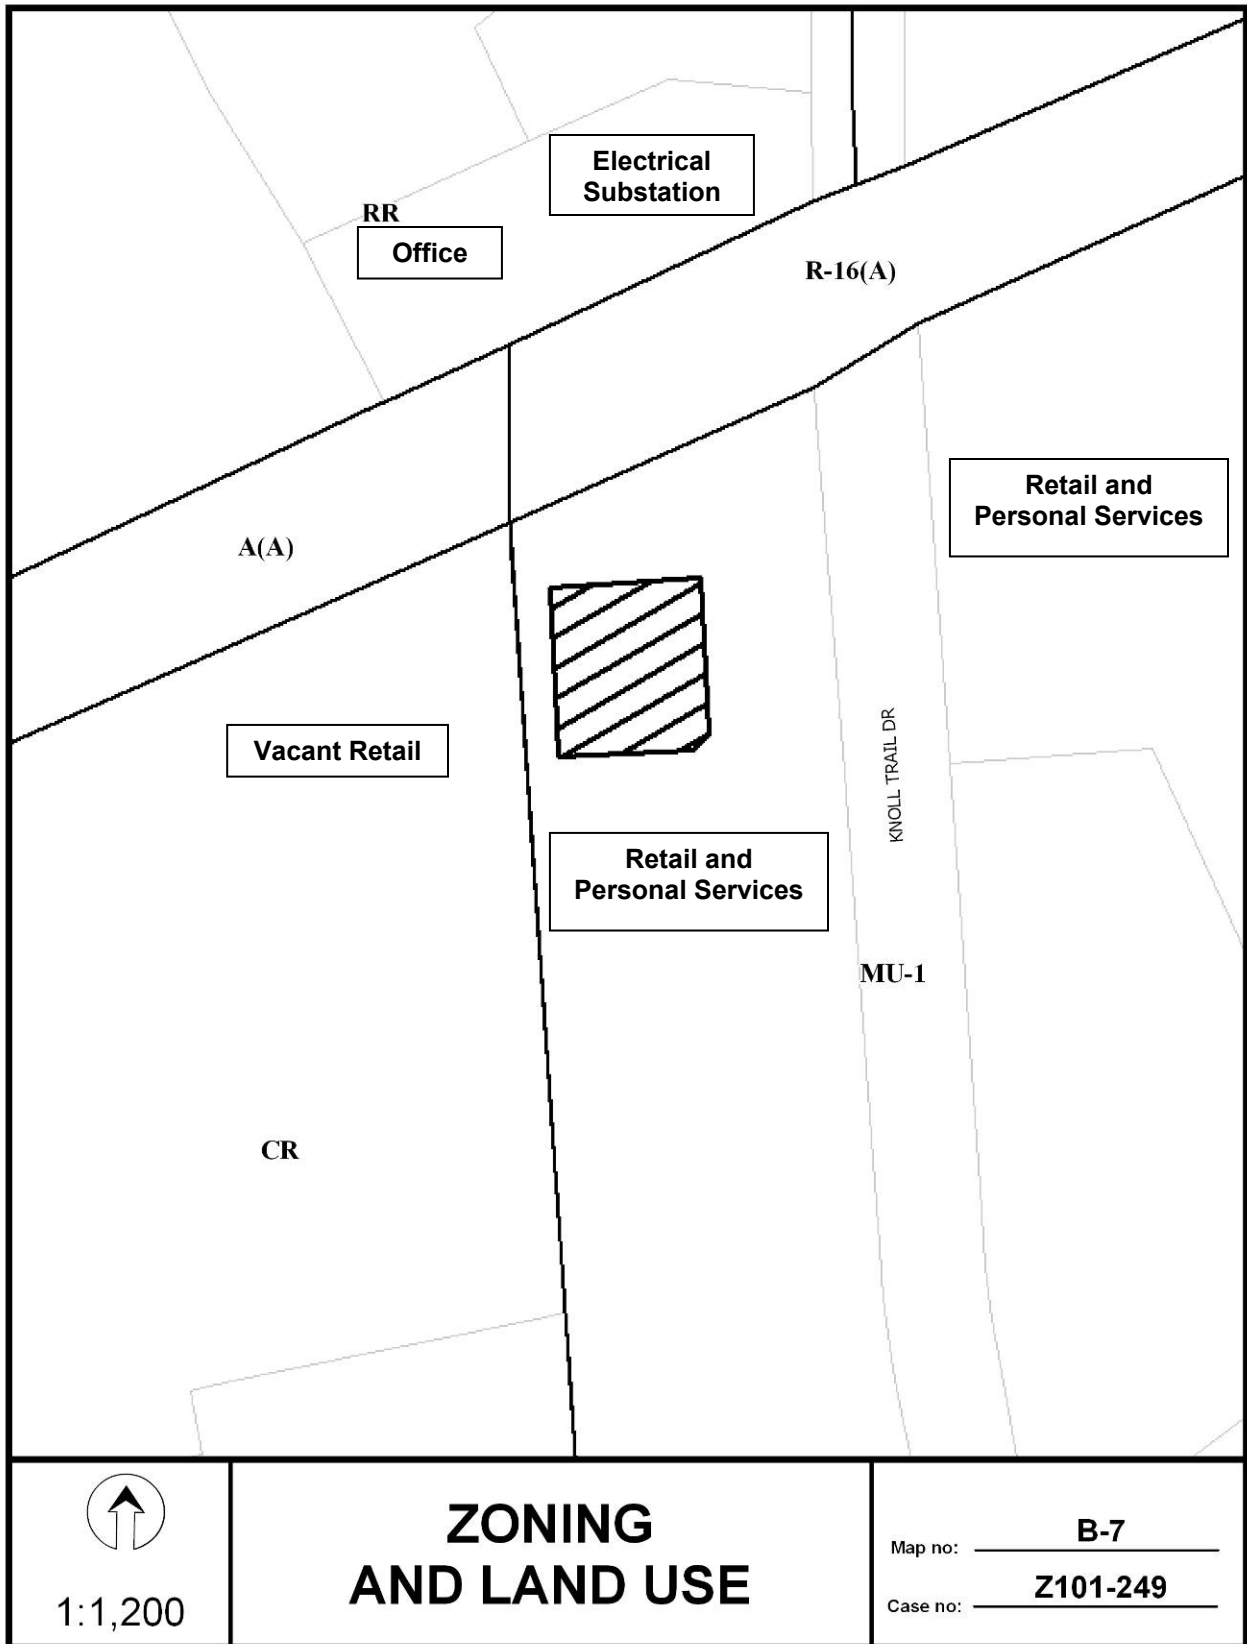 Electrical
Substation
RR
Office
R-16(A)
Retail and
Personal Services
A(A)
Vacant Retail
KNOLL TRAIL DR
Retail and
Personal Services
MU-1
CR
1:1,200
ZONING
AND LAND USE
Map no: B-7
Case no: Z101-249